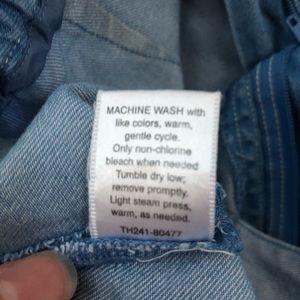 MACHINE WASH with
like colors, warm,
gentle cycle.
Only non-chlorine
bleach when needed
Tumble dry low;
remove promptly.
Light steam press,
warm, as needed.
TH241-80477